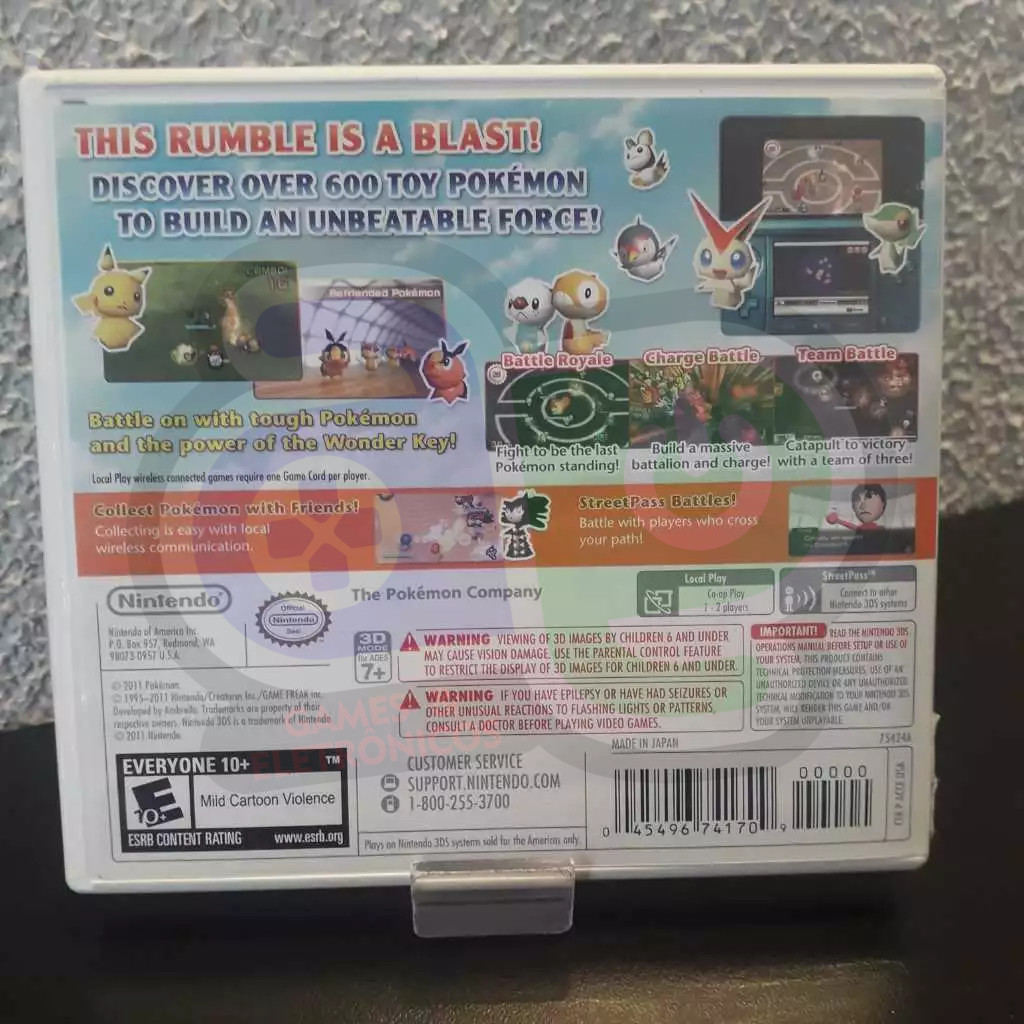 THIS RUMBLE IS A BLAST!
DISCOVER OVER 600 TOY POKÉMON
TO BUILD AN UNBEATABLE FORCE!
COMBO!
Befriended Pokémon
Battle on with tough Pokémon
and the power of the Wonder Key!
Local Play wireless connected games require one Game Card per player.
Battle Royale
Fight to be the last
Pokémon standing!
Charge Battle
Build a massive
battalion and charge!
Team Battle
Catapult to victory
with a team of three!
Collect Pokémon with Friends!
Collecting is easy with local
wireless communication.
StreetPass Battles!
Battle with players who cross
your path!
Nintendo®
Official
Nintendo
Seal
The Pokémon Company
Local Play
Co-op Play
1 - 2 players
StreetPass™
Connect to other
Nintendo 3DS systems
Nintendo of America Inc.
P.O. Box 957, Redmond, WA
98073-0957 U.S.A.
© 2011 Pokémon.
© 1995–2011 Nintendo/Creatures Inc./GAME FREAK inc.
Developed by Ambrella. Trademarks are property of their
respective owners. Nintendo 3DS is a trademark of Nintendo.
© 2011 Nintendo.
3D
MODE
for AGES
7+
WARNING VIEWING OF 3D IMAGES BY CHILDREN 6 AND UNDER
MAY CAUSE VISION DAMAGE. USE THE PARENTAL CONTROL FEATURE
TO RESTRICT THE DISPLAY OF 3D IMAGES FOR CHILDREN 6 AND UNDER.
WARNING IF YOU HAVE EPILEPSY OR HAVE HAD SEIZURES OR
OTHER UNUSUAL REACTIONS TO FLASHING LIGHTS OR PATTERNS,
CONSULT A DOCTOR BEFORE PLAYING VIDEO GAMES.
IMPORTANT! READ THE NINTENDO 3DS
OPERATIONS MANUAL BEFORE SETUP OR USE OF
YOUR SYSTEM. THIS PRODUCT CONTAINS
TECHNICAL PROTECTION MEASURES. USE OF AN
UNAUTHORIZED DEVICE OR ANY UNAUTHORIZED
TECHNICAL MODIFICATION TO YOUR NINTENDO 3DS
SYSTEM, WILL RENDER THIS GAME AND/OR
YOUR SYSTEM UNPLAYABLE.
GAMES
ELETRÔNICOS
MADE IN JAPAN
75424A
EVERYONE 10+ ™
E
10+
Mild Cartoon Violence
ESRB CONTENT RATING www.esrb.org
CUSTOMER SERVICE
SUPPORT.NINTENDO.COM
1-800-255-3700
Plays on Nintendo 3DS systems sold for the Americas only.
00000
0 45496 74170 9